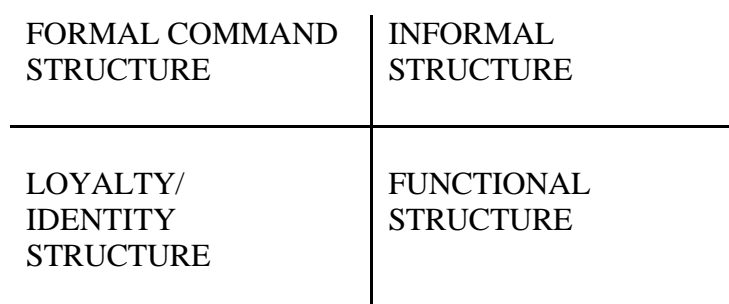 FORMAL COMMAND
STRUCTURE
INFORMAL
STRUCTURE
LOYALTY/
IDENTITY
STRUCTURE
FUNCTIONAL
STRUCTURE